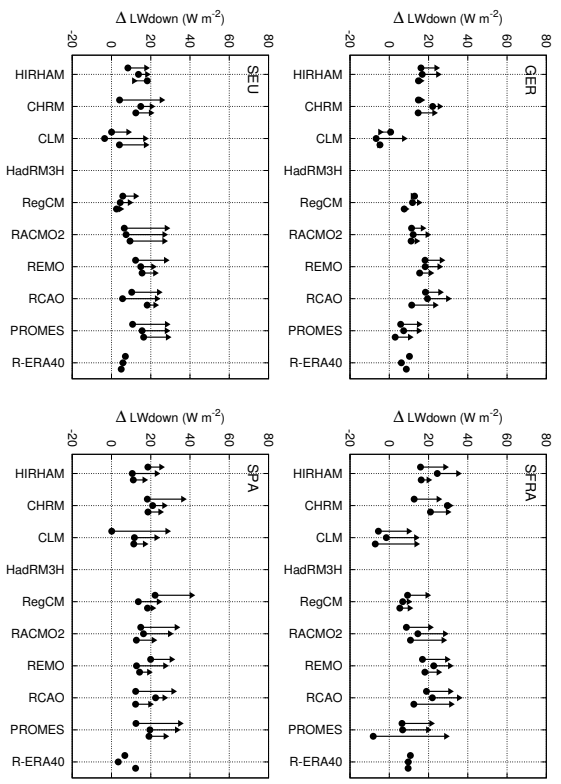 Δ LWdown (W m-2)
-20 0 20 40 60 80
SEU
HIRHAM
CHRM
CLM
HadRM3H
RegCM
RACMO2
REMO
RCAO
PROMES
R-ERA40
Δ LWdown (W m-2)
-20 0 20 40 60 80
GER
HIRHAM
CHRM
CLM
HadRM3H
RegCM
RACMO2
REMO
RCAO
PROMES
R-ERA40
Δ LWdown (W m-2)
-20 0 20 40 60 80
SPA
HIRHAM
CHRM
CLM
HadRM3H
RegCM
RACMO2
REMO
RCAO
PROMES
R-ERA40
Δ LWdown (W m-2)
-20 0 20 40 60 80
SFRA
HIRHAM
CHRM
CLM
HadRM3H
RegCM
RACMO2
REMO
RCAO
PROMES
R-ERA40